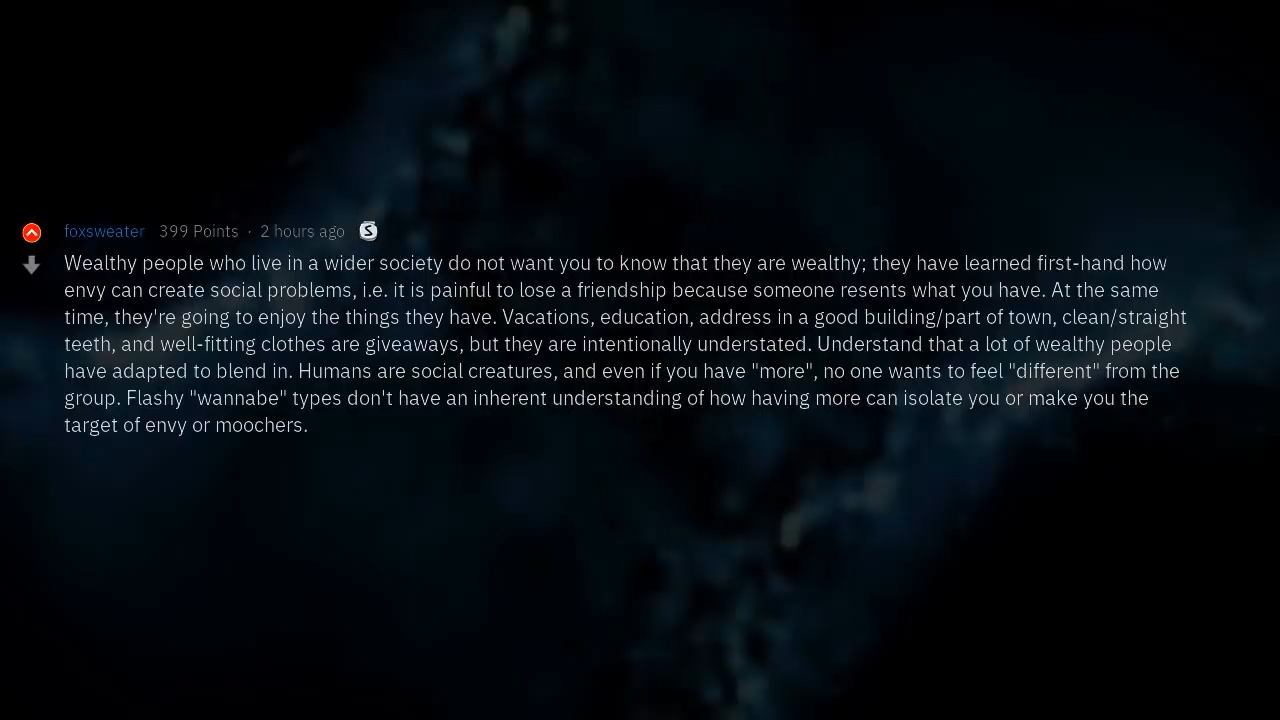 foxsweater 399 Points · 2 hours ago S
Wealthy people who live in a wider society do not want you to know that they are wealthy; they have learned first-hand how
envy can create social problems, i.e. it is painful to lose a friendship because someone resents what you have. At the same
time, they're going to enjoy the things they have. Vacations, education, address in a good building/part of town, clean/straight
teeth, and well-fitting clothes are giveaways, but they are intentionally understated. Understand that a lot of wealthy people
have adapted to blend in. Humans are social creatures, and even if you have "more", no one wants to feel "different" from the
group. Flashy "wannabe" types don't have an inherent understanding of how having more can isolate you or make you the
target of envy or moochers.